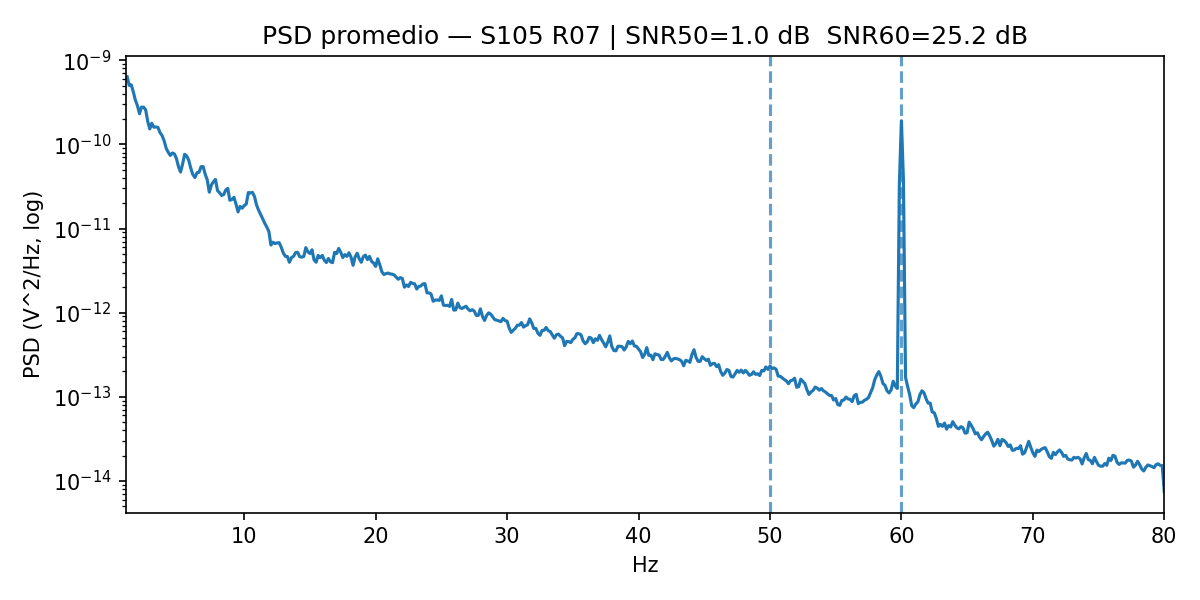 PSD promedio — S105 R07 | SNR50=1.0 dB  SNR60=25.2 dB
PSD (V^2/Hz, log)
10⁻⁹
10⁻¹⁰
10⁻¹¹
10⁻¹²
10⁻¹³
10⁻¹⁴
10 20 30 40 50 60 70 80
Hz